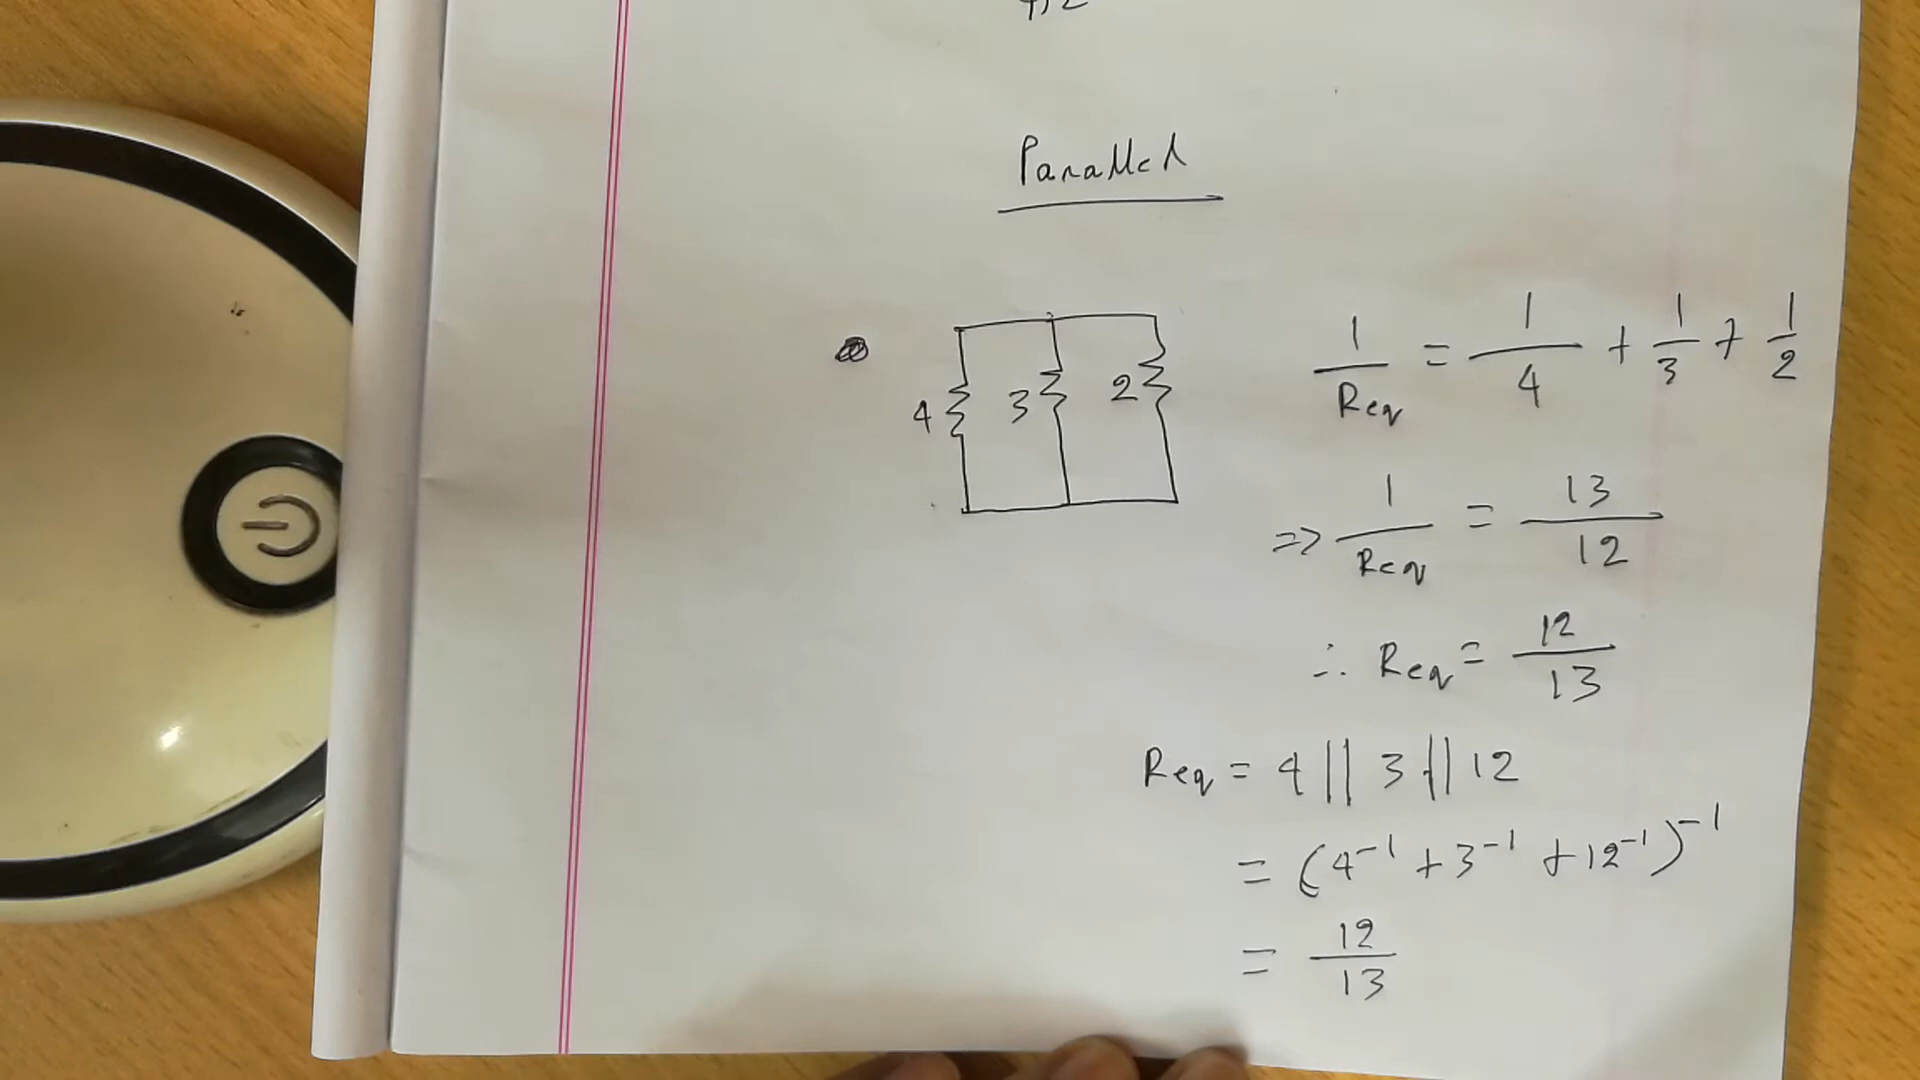 Parallel
4 3 2
1/Req = 1/4 + 1/3 + 1/2
=> 1/Req = 13/12
∴ Req = 12/13
Req = 4 || 3 || 12
= (4⁻¹ + 3⁻¹ + 12⁻¹)⁻¹
= 12/13